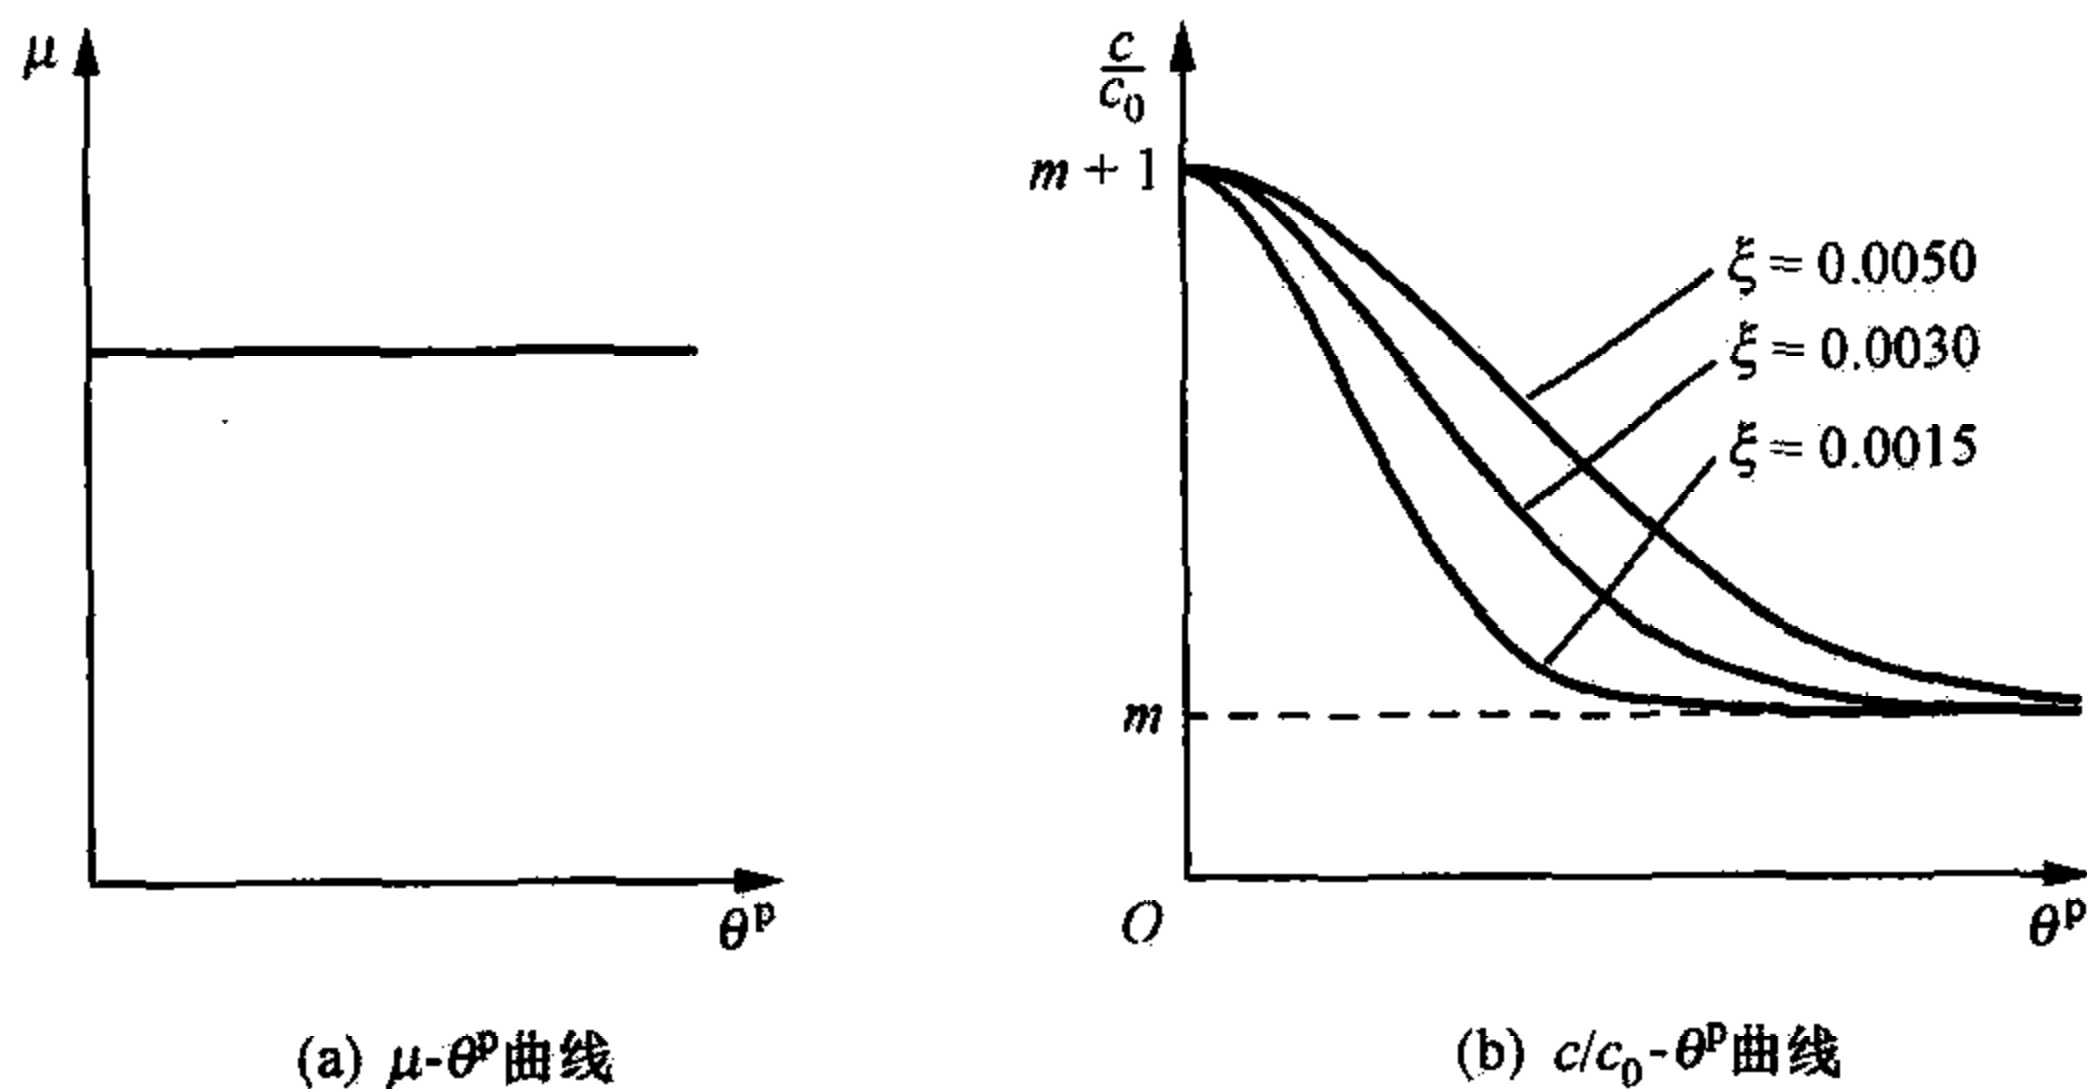 μ
θᵖ
(a) μ-θᵖ曲线
c/c₀
m + 1
ξ = 0.0050
ξ = 0.0030
ξ = 0.0015
m
O
θᵖ
(b) c/c₀-θᵖ曲线